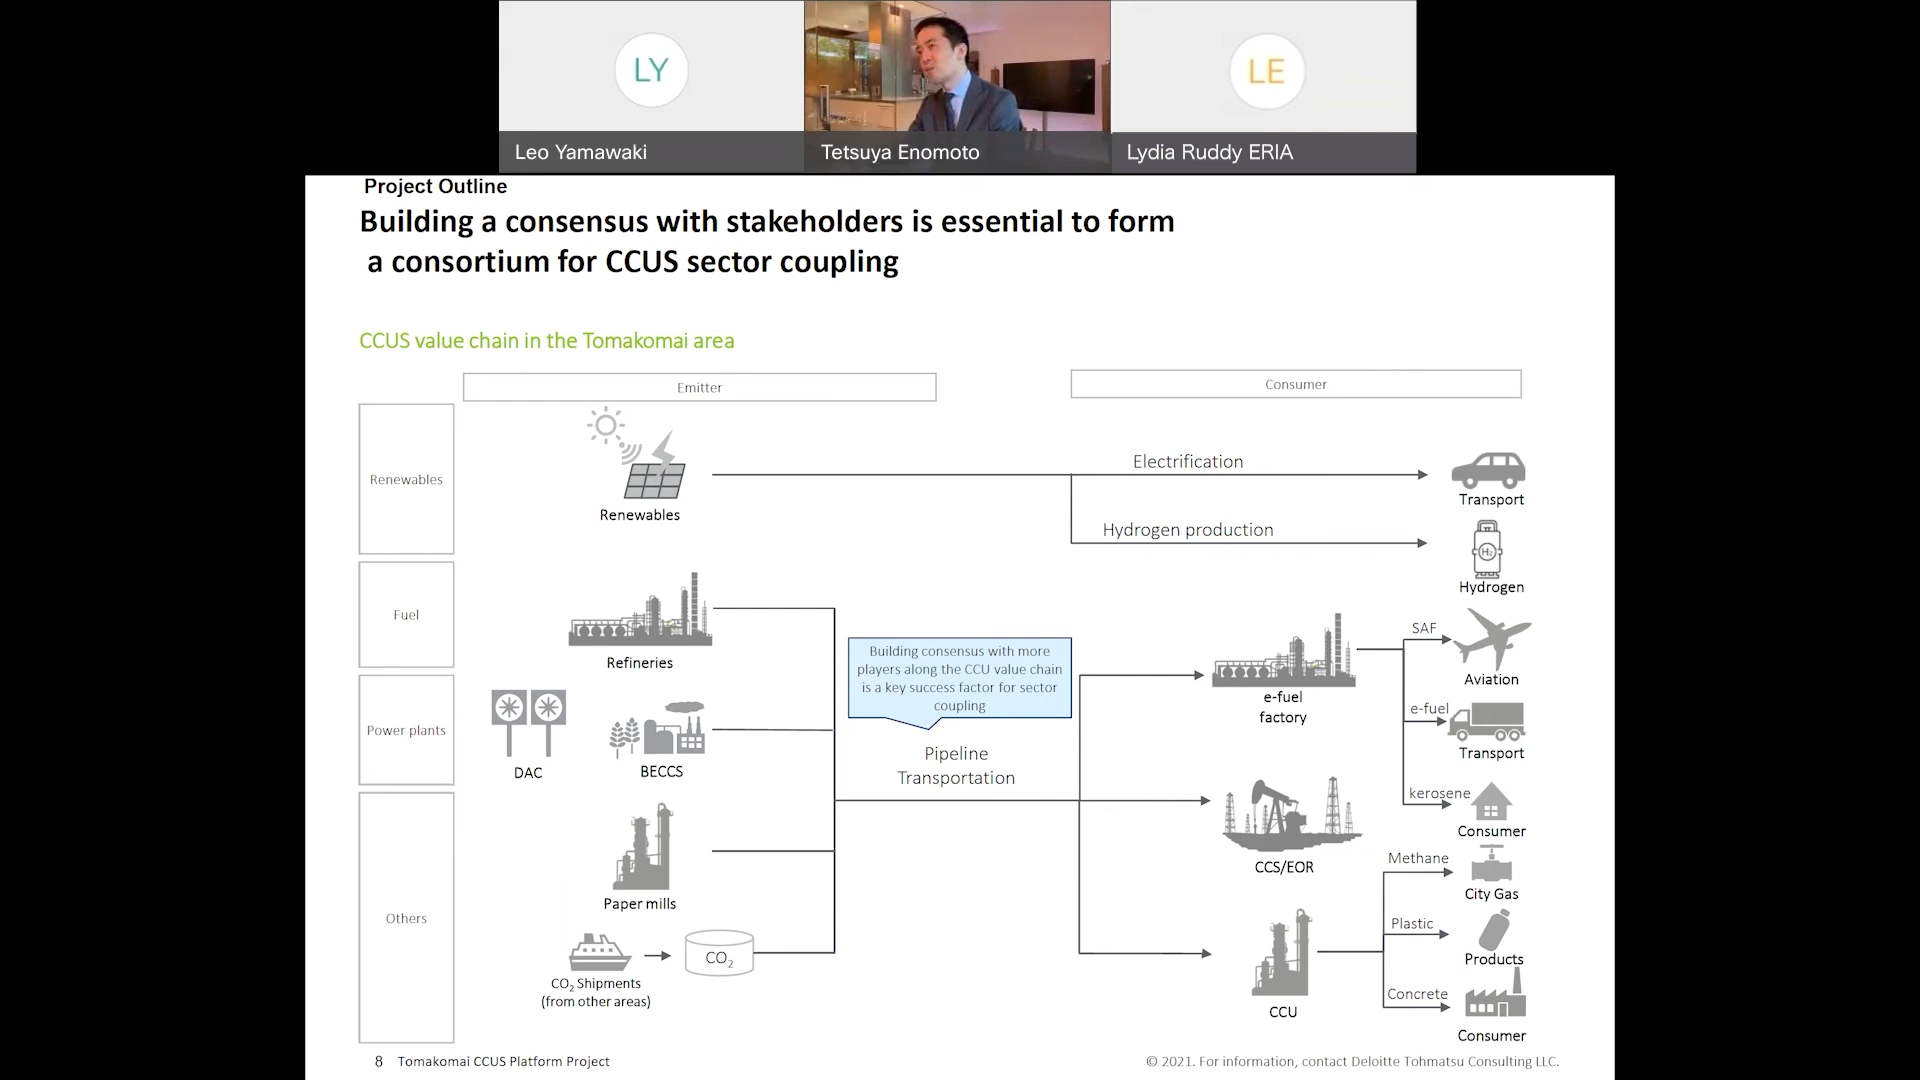 LY
LE
Leo Yamawaki
Tetsuya Enomoto
Lydia Ruddy ERIA
Project Outline
Building a consensus with stakeholders is essential to form
a consortium for CCUS sector coupling
CCUS value chain in the Tomakomai area
Emitter
Consumer
Renewables
Renewables
Electrification
Transport
Hydrogen production
H2
Hydrogen
Fuel
Refineries
Building consensus with more
players along the CCU value chain
is a key success factor for sector
coupling
e-fuel
factory
SAF
Aviation
e-fuel
Transport
kerosene
Consumer
Power plants
DAC
BECCS
Pipeline
Transportation
CCS/EOR
Others
Paper mills
CO₂ Shipments
(from other areas)
CO₂
CCU
Methane
City Gas
Plastic
Products
Concrete
Consumer
8 Tomakomai CCUS Platform Project
© 2021. For information, contact Deloitte Tohmatsu Consulting LLC.